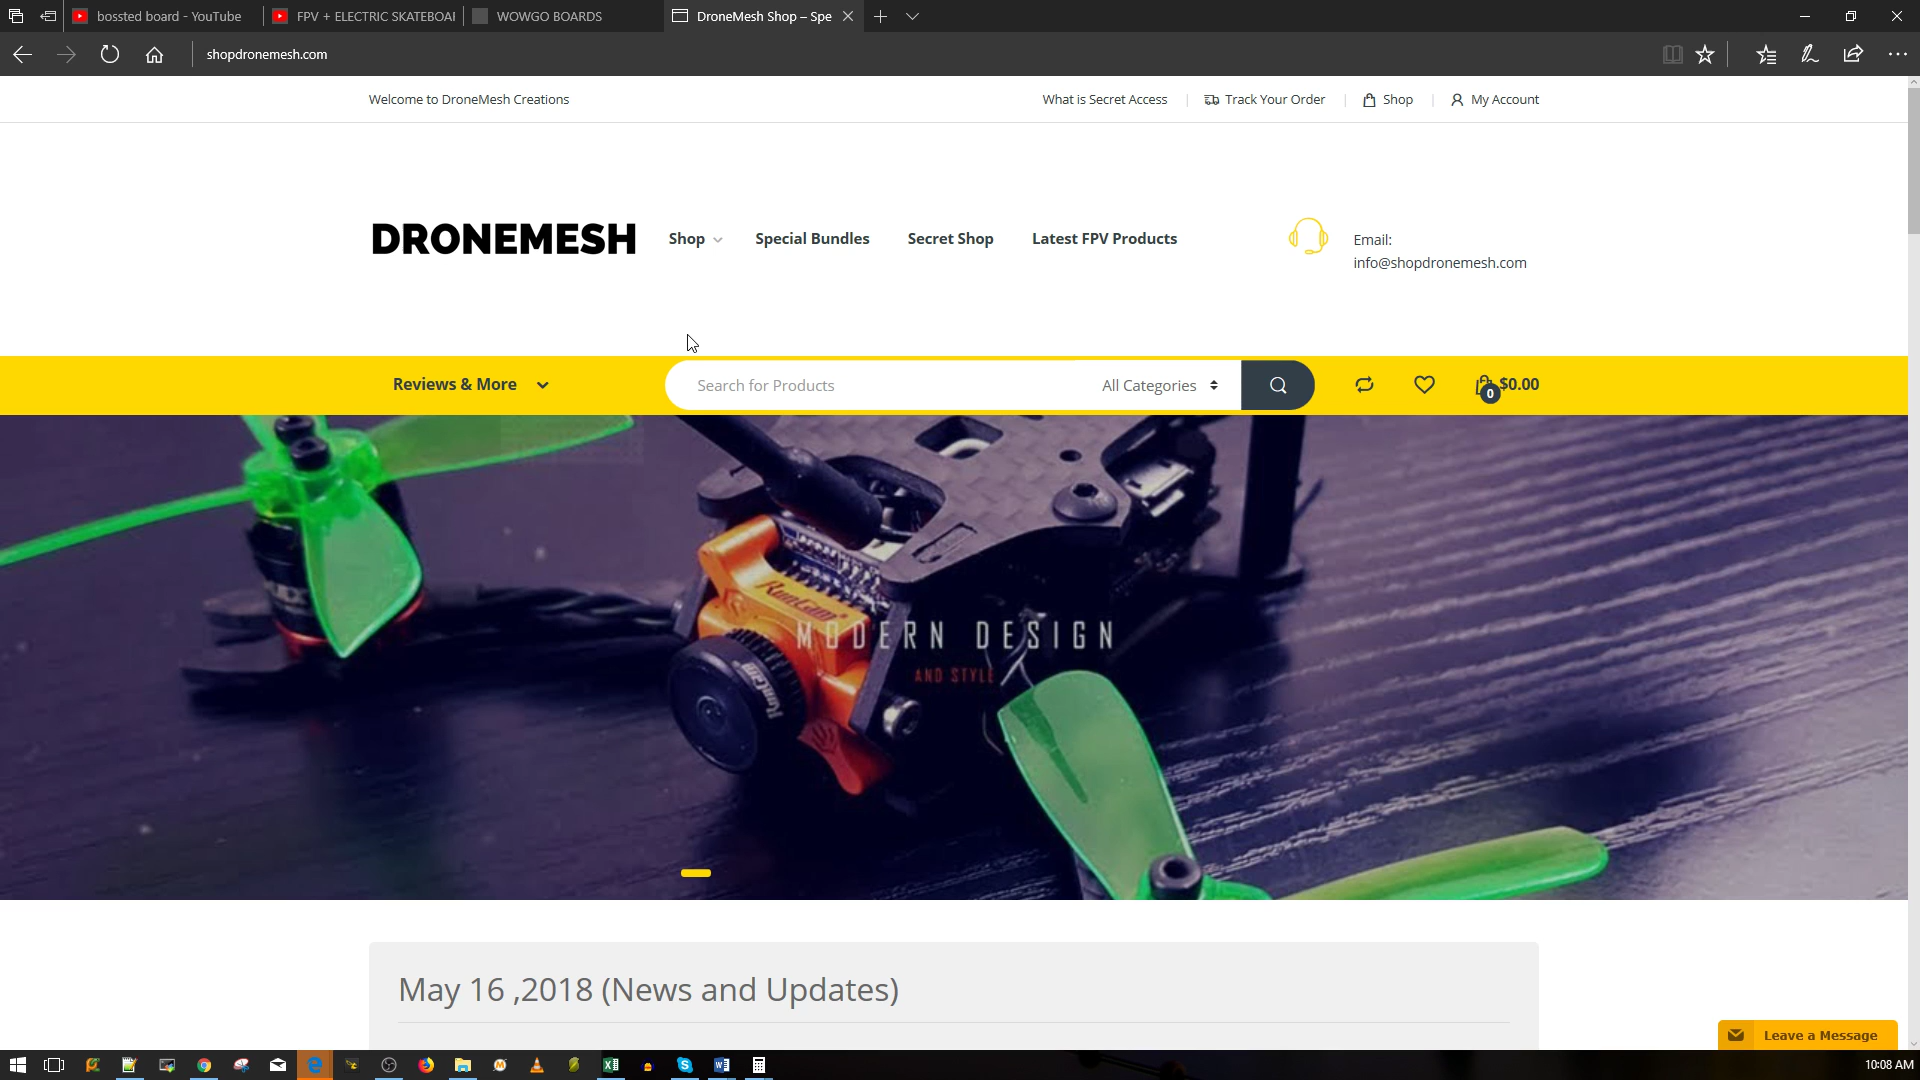 bossted board - YouTube
FPV + ELECTRIC SKATEBOAI
WOWGO BOARDS
DroneMesh Shop – Spe
shopdronemesh.com
Welcome to DroneMesh Creations
What is Secret Access
Track Your Order
Shop
My Account
DRONEMESH
Shop
Special Bundles
Secret Shop
Latest FPV Products
Email:
info@shopdronemesh.com
Reviews & More
Search for Products
All Categories
0
$0.00
RunCam
RunCam
MODERN DESIGN
AND STYLE
May 16 ,2018 (News and Updates)
Leave a Message
10:08 AM